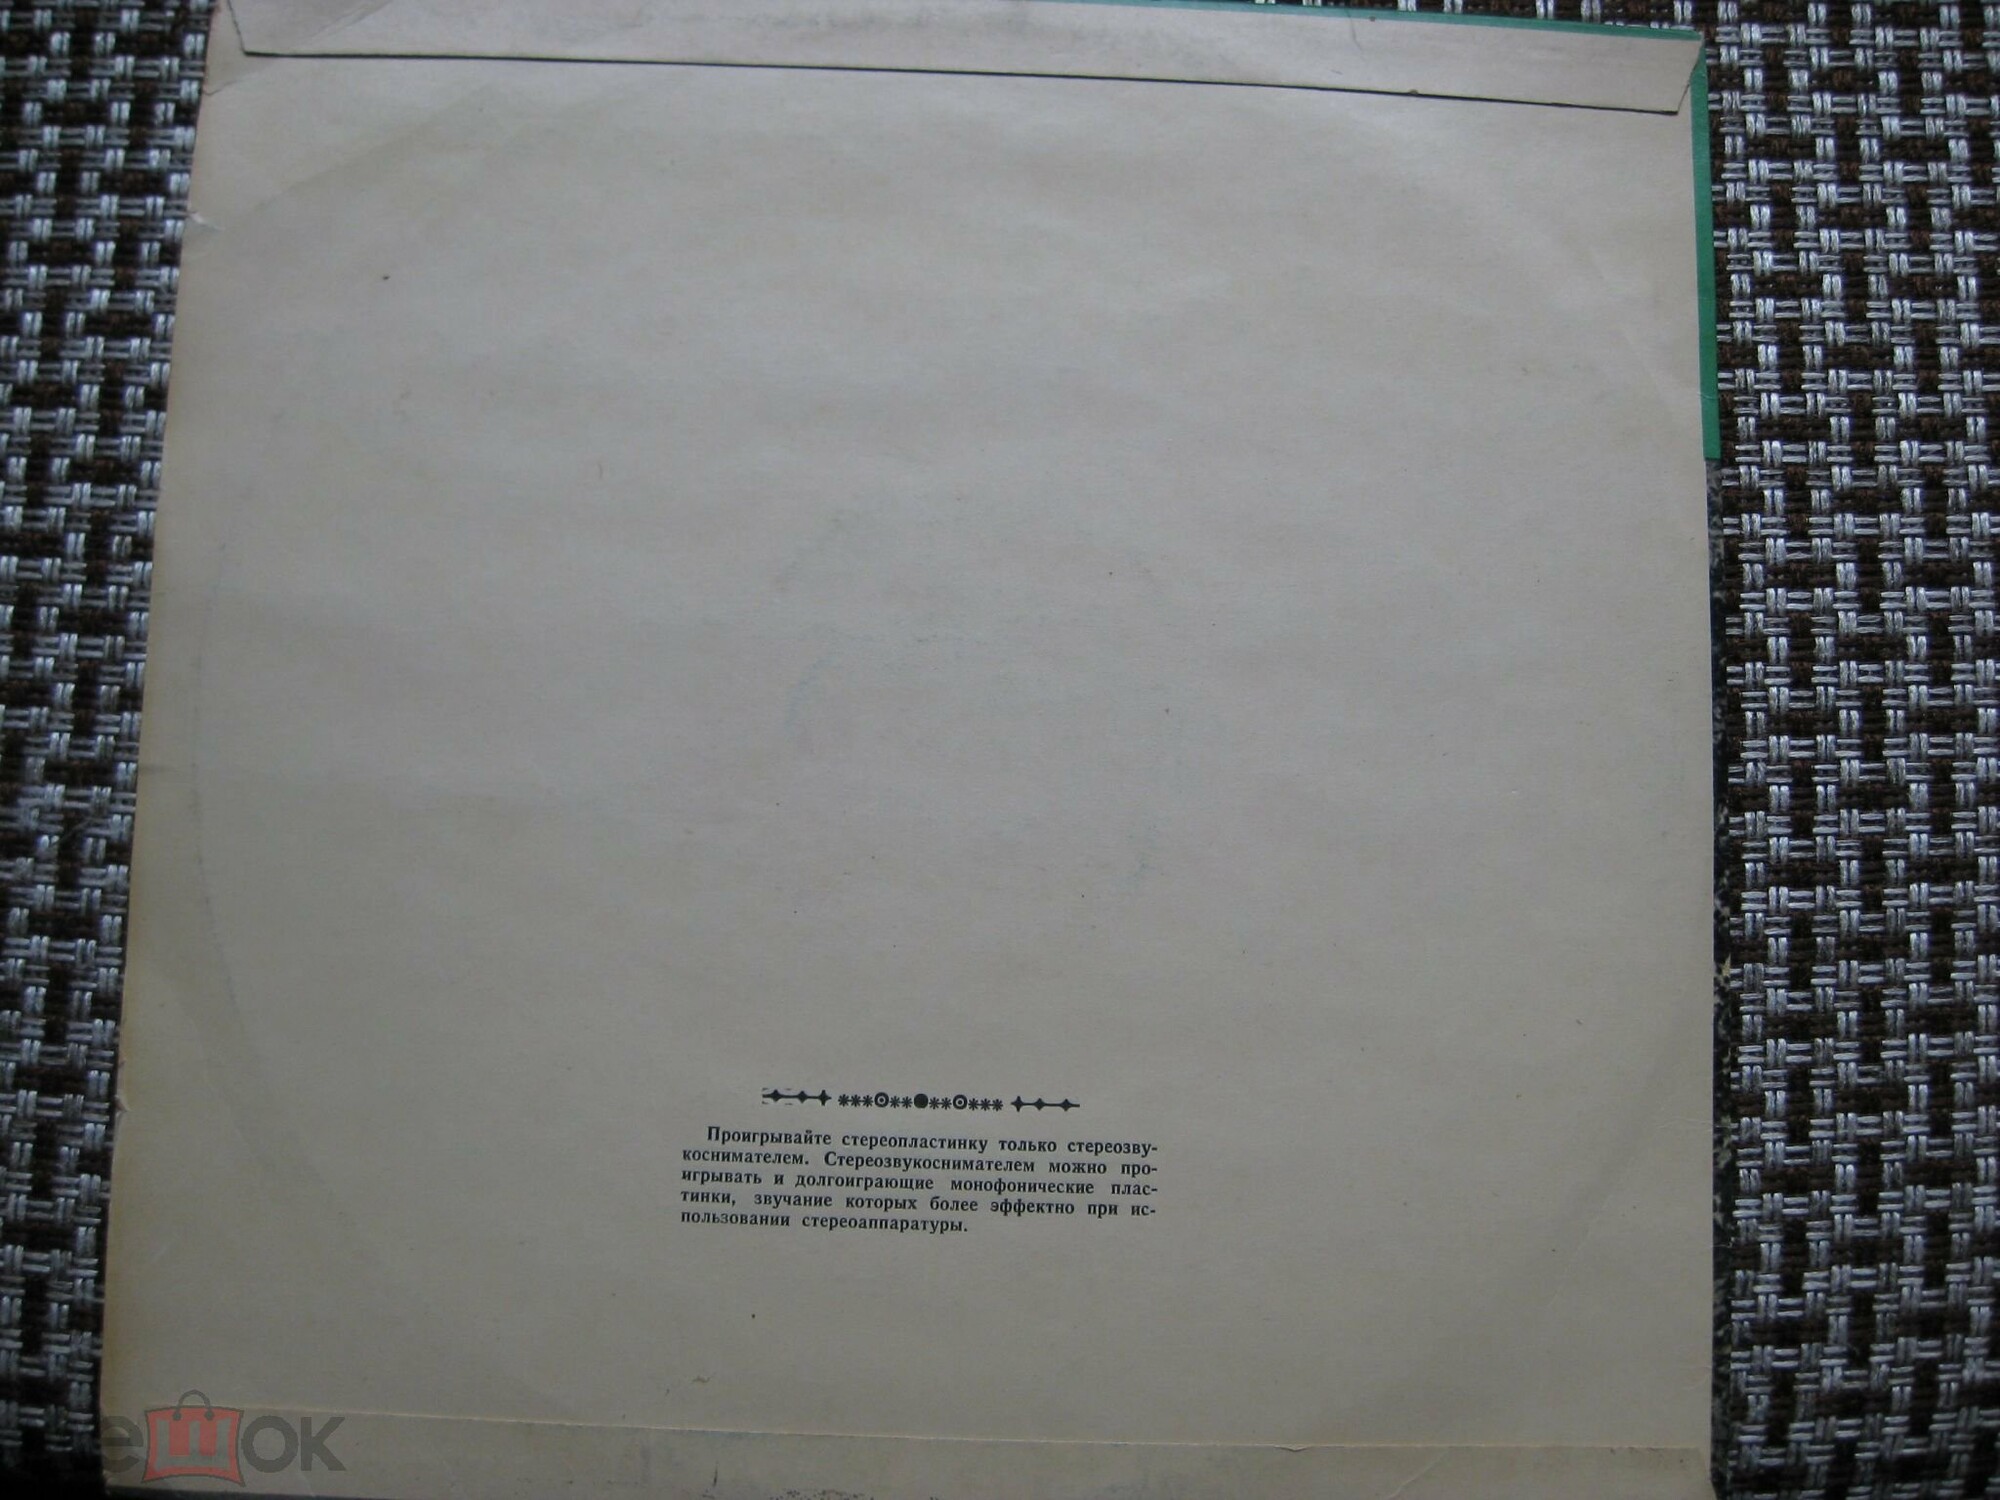 Проигрывайте стереопластинку только стереозву-
коснимателем. Стереозвукоснимателем можно про-
игрывать и долгоиграющие монофонические плас-
тинки, звучание которых более эффектно при ис-
пользовании стереоаппаратуры.
ешок